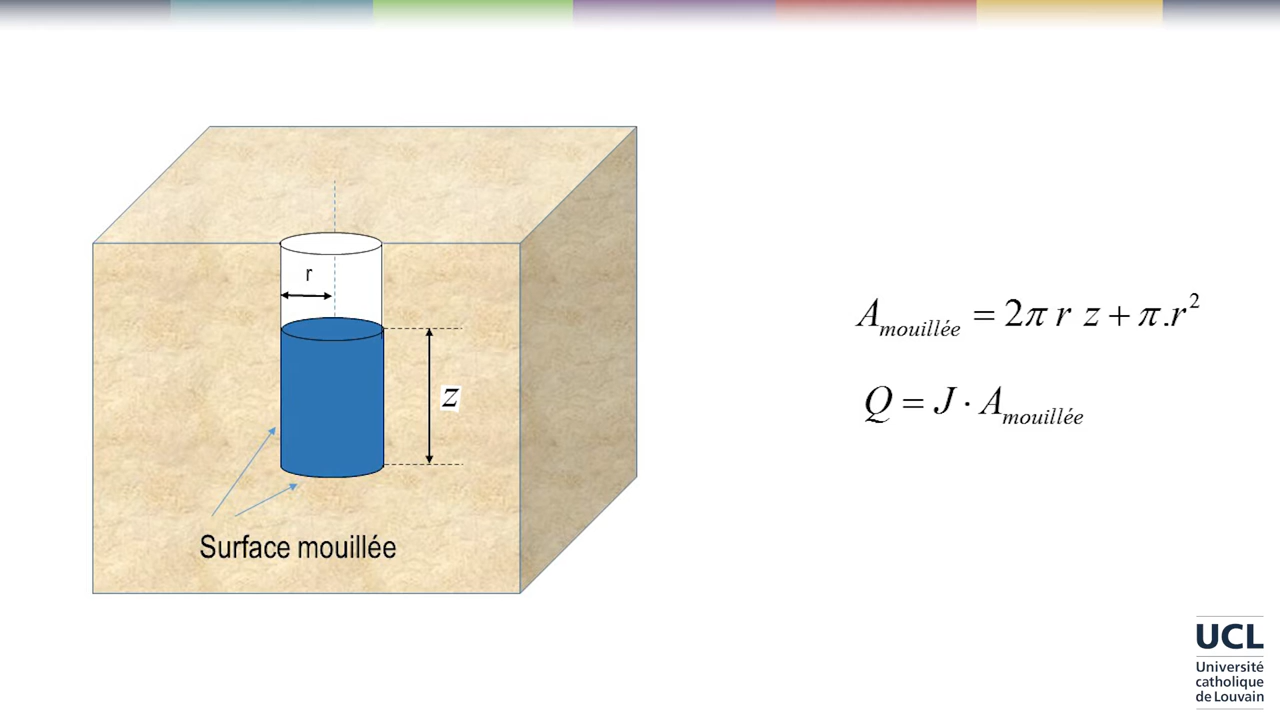 r
z
Surface mouillée
A_mouillée = 2π r z + π.r²
Q = J · A_mouillée
UCL
Université
catholique
de Louvain